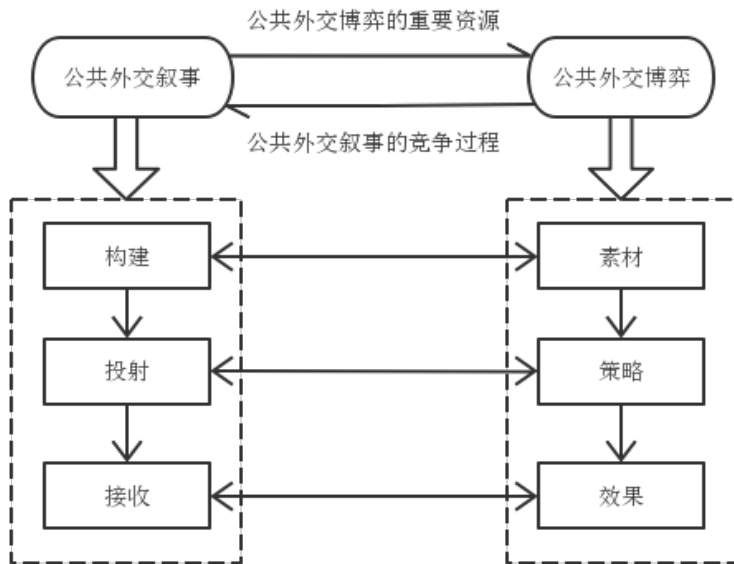 公共外交博弈的重要资源
公共外交叙事
公共外交博弈
公共外交叙事的竞争过程
构建
素材
投射
策略
接收
效果